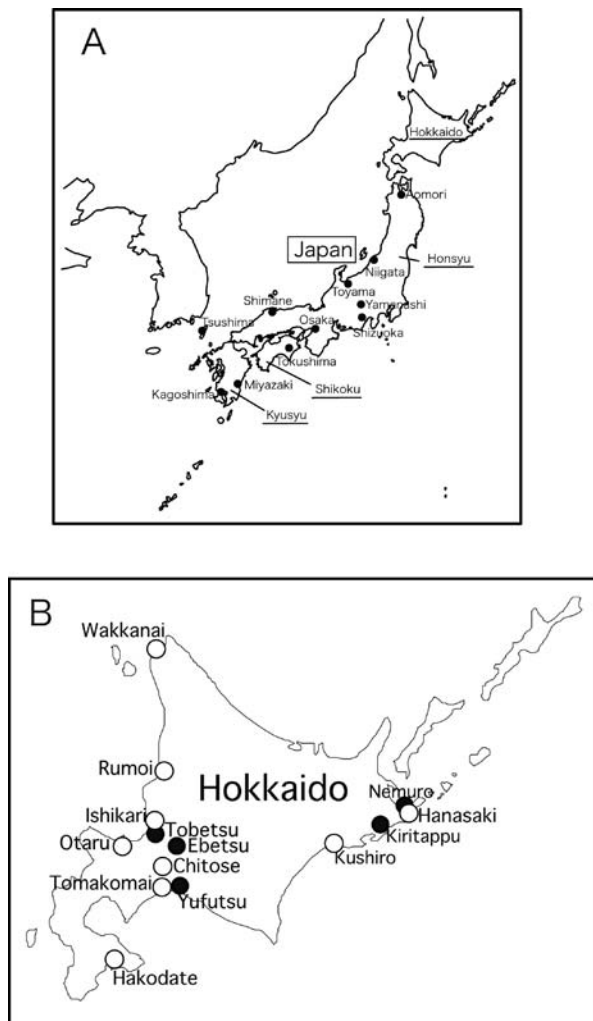 A
Hokkaido
Aomori
Japan
Honsyu
Niigata
Toyama
Shimane
Yamanashi
Osaka
Tsushima
Shizuoka
Tokushima
Miyazaki
Shikoku
Kagoshima
Kyusyu
B
Wakkanai
Rumoi
Hokkaido
Nemuro
Ishikari
Hanasaki
Tobetsu
Kiritappu
Otaru
Ebetsu
Kushiro
Chitose
Tomakomai
Yufutsu
Hakodate